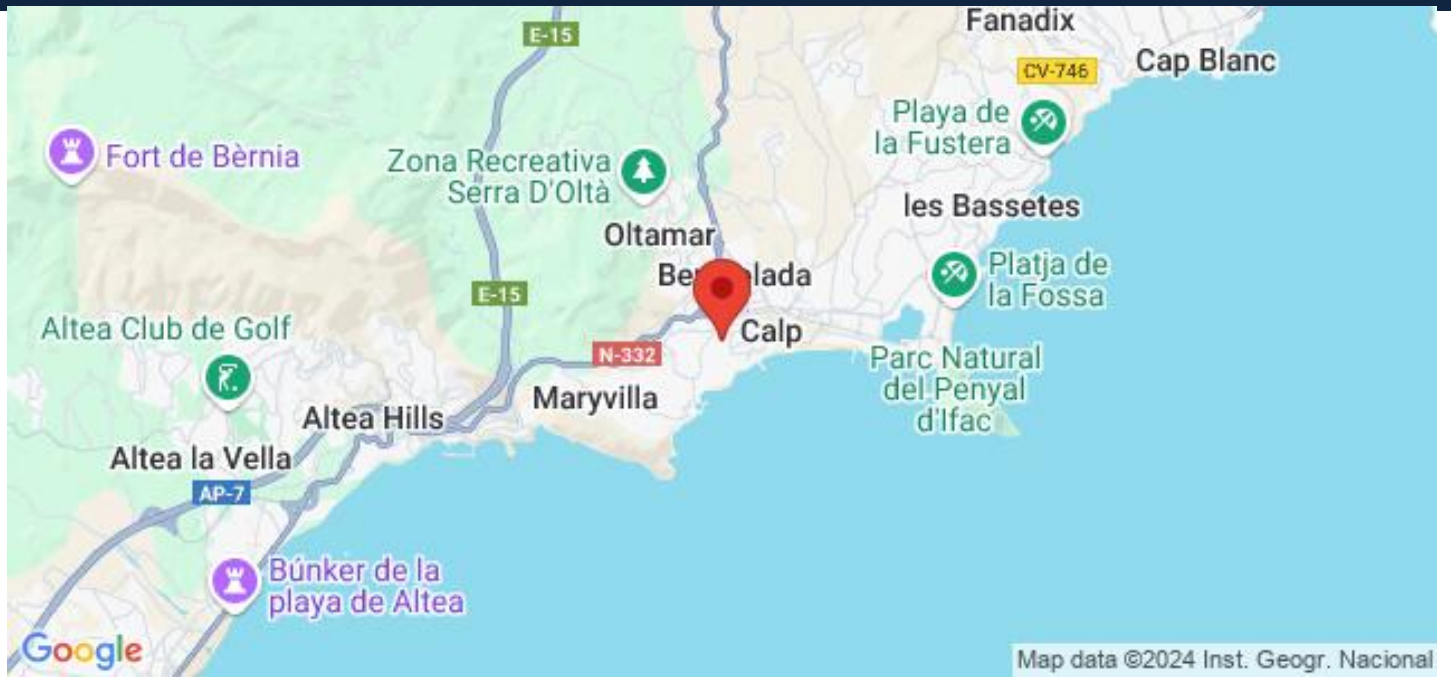 Fanadix
E-15
Cap Blanc
CV-746
Playa de
la Fustera
Fort de Bèrnia
Zona Recreativa
Serra D'Oltà
les Bassetes
Oltamar
Platja de
la Fossa
E-15
Altea Club de Golf
Calp
N-332
Parc Natural
del Penyal
d'Ifac
Maryvilla
Altea Hills
Altea la Vella
AP-7
Búnker de la
playa de Altea
Google
Map data ©2024 Inst. Geogr. Nacional